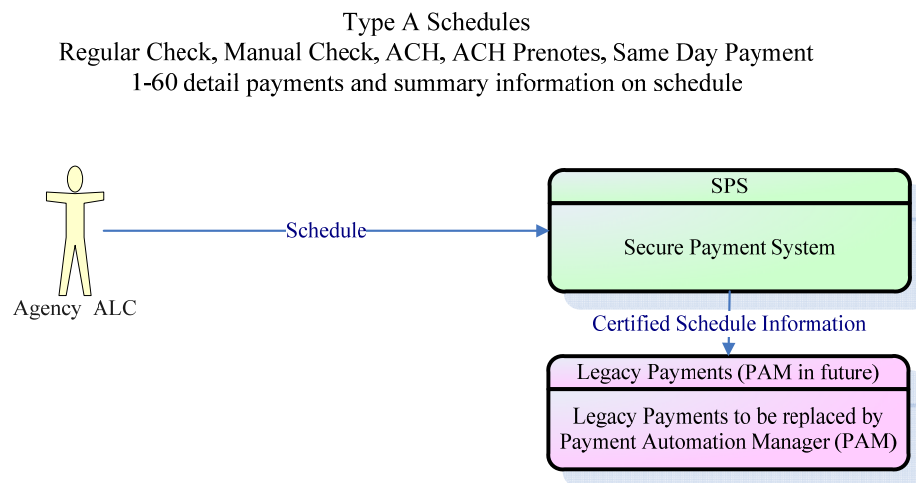 Type A Schedules
Regular Check, Manual Check, ACH, ACH Prenotes, Same Day Payment
1-60 detail payments and summary information on schedule
Agency ALC
Schedule
SPS
Secure Payment System
Certified Schedule Information
Legacy Payments (PAM in future)
Legacy Payments to be replaced by
Payment Automation Manager (PAM)